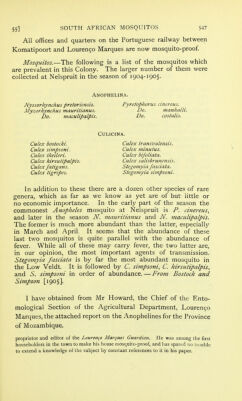 55] SOUTH AFRICAN MOSQUITOS 527
All offices and quarters on the Portuguese railway between
Komatipoort and Lourenço Marques are now mosquito-proof.
Mosquitos.—The following is a list of the mosquitos which
are prevalent in this Colony. The larger number of them were
collected at Nelspruit in the season of 1904-1905.
ANOPHELINA.
Myzorhynchus pretoriensis.
Myzorhynchus mauritianus.
Do. maculipalpis.
Pyretophorus cinereus.
Do. marshalli.
Do. costalis.
CULICINA.
Culex bostocki.
Culex simpsoni.
Culex skelleri.
Culex hirsutipalpis.
Culex fatigans.
Culex tigripes.
Culex transvaalensis.
Culex minutus.
Culex bifoliata.
Culex salisburiensis.
Stegomyia fasciata.
Stegomyia simpsoni.
In addition to these there are a dozen other species of rare
genera, which as far as we know as yet are of but little or
no economic importance. In the early part of the season the
commonest Anopheles mosquito at Nelspruit is P. cinereus,
and later in the season N. mauritianus and N. maculipalpis.
The former is much more abundant than the latter, especially
in March and April. It seems that the abundance of these
last two mosquitos is quite parallel with the abundance of
fever. While all of these may carry fever, the two latter are,
in our opinion, the most important agents of transmission.
Stegomyia fasciata is by far the most abundant mosquito in
the Low Veldt. It is followed by C. simpsoni, C. hirsutipalpis,
and S. simpsoni in order of abundance.—From Bostock and
Simpson [1905].
I have obtained from Mr Howard, the Chief of the Ento-
mological Section of the Agricultural Department, Lourenço
Marques, the attached report on the Anophelines for the Province
of Mozambique.
proprietor and editor of the Lourenço Marques Guardian. He was among the first
householders in the town to make his house mosquito-proof, and has spared no trouble
to extend a knowledge of the subject by constant references to it in his paper.